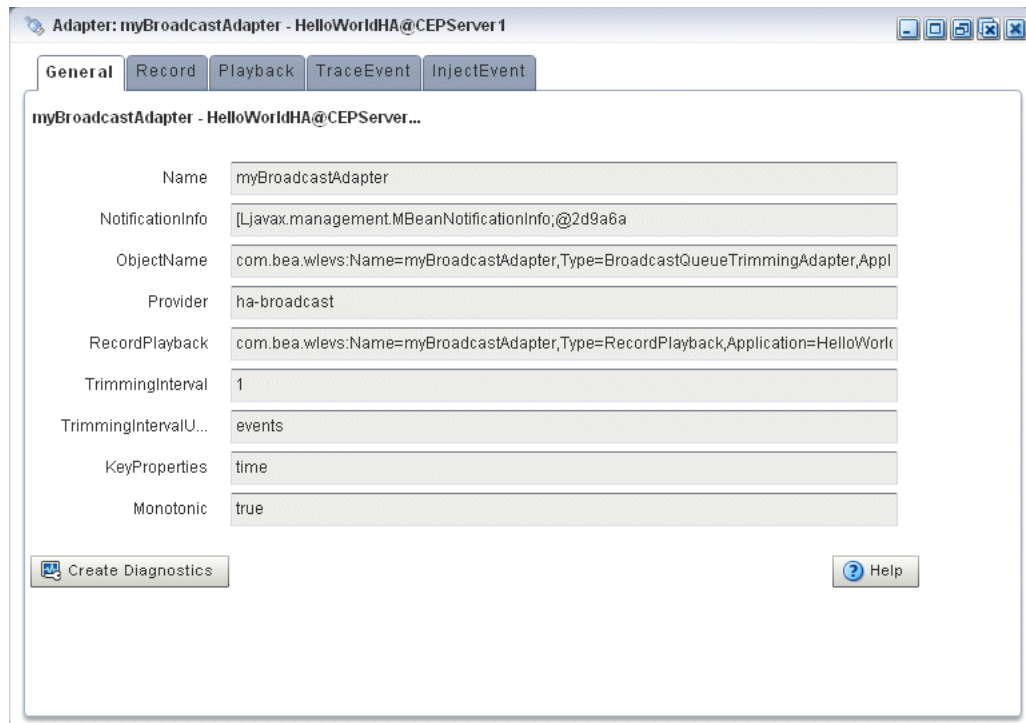 Adapter: myBroadcastAdapter - HelloWorldHA@CEPServer1
General Record Playback TraceEvent InjectEvent
myBroadcastAdapter - HelloWorldHA@CEPServer...
Name myBroadcastAdapter
NotificationInfo [Ljavax.management.MBeanNotificationInfo;@2d9a6a
ObjectName com.bea.wlevs:Name=myBroadcastAdapter,Type=BroadcastQueueTrimmingAdapter,Appl
Provider ha-broadcast
RecordPlayback com.bea.wlevs:Name=myBroadcastAdapter,Type=RecordPlayback,Application=HelloWorl
TrimmingInterval 1
TrimmingIntervalU... events
KeyProperties time
Monotonic true
Create Diagnostics Help